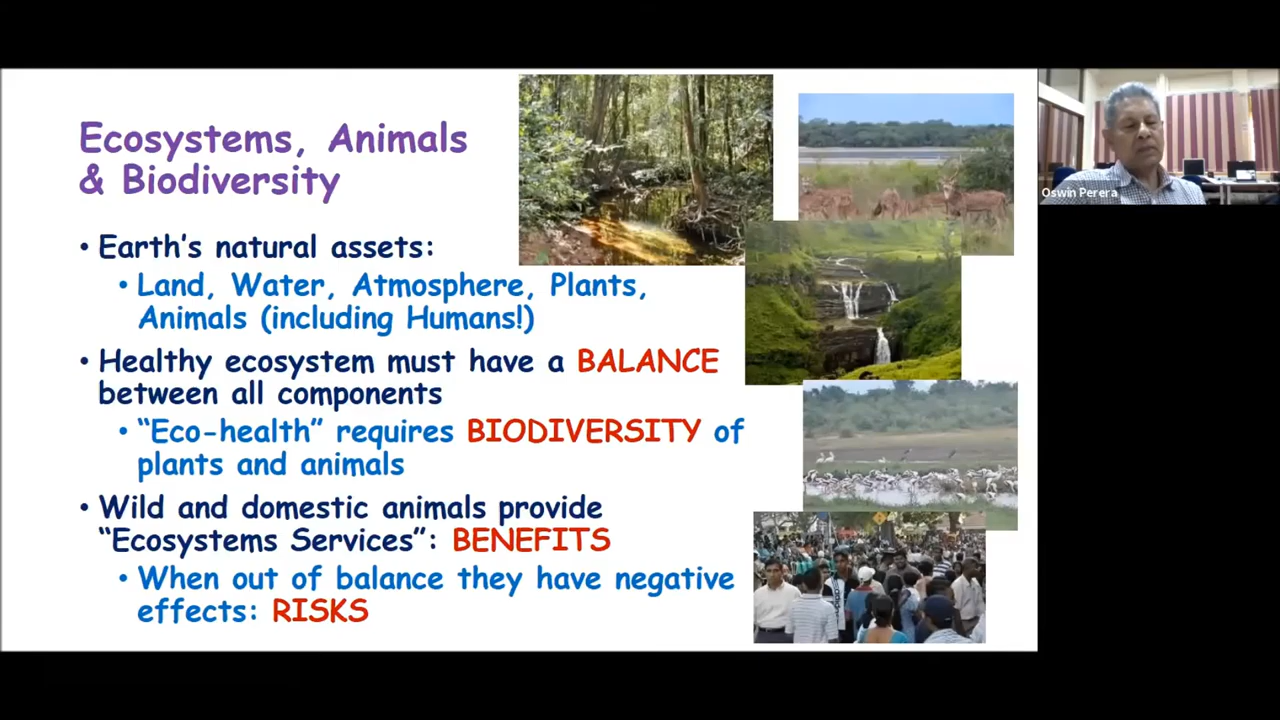 Ecosystems, Animals
& Biodiversity
• Earth's natural assets:
• Land, Water, Atmosphere, Plants,
Animals (including Humans!)
• Healthy ecosystem must have a BALANCE
between all components
• “Eco-health” requires BIODIVERSITY of
plants and animals
• Wild and domestic animals provide
“Ecosystems Services”: BENEFITS
• When out of balance they have negative
effects: RISKS
Oswin Perera